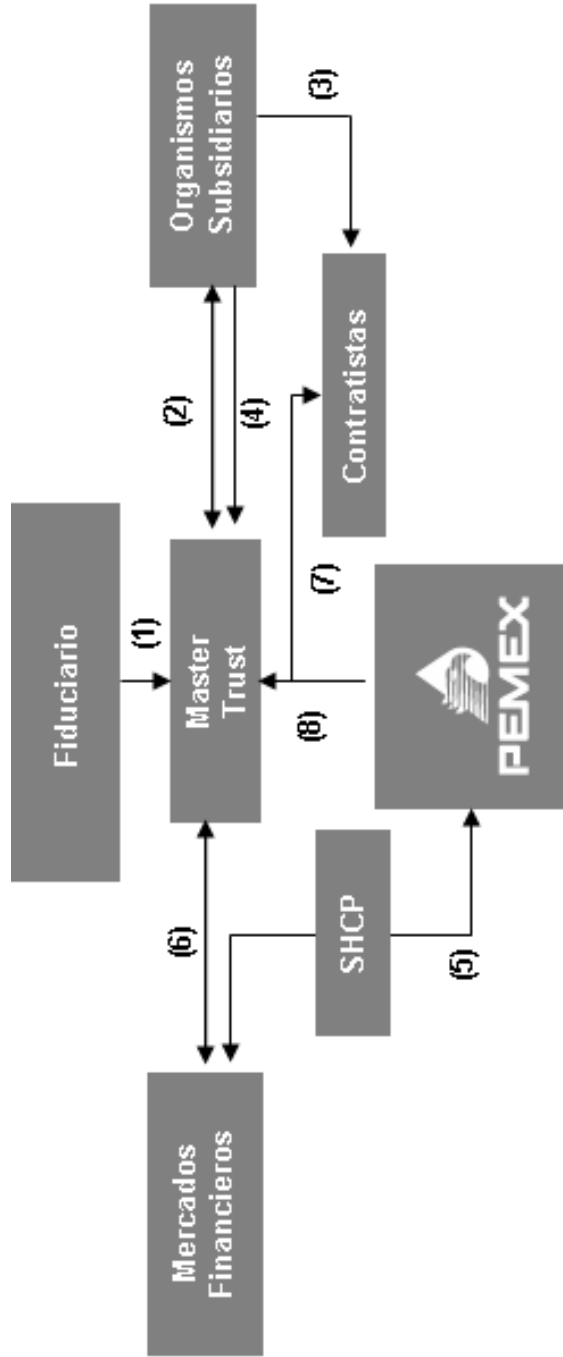 Fiduciario
(1)
Mercados
Financieros
(6)
Master
Trust
(2)
(4)
Organismos
Subsidiarios
(3)
SHCP
(5)
(8)
(7)
Contratistas
PEMEX